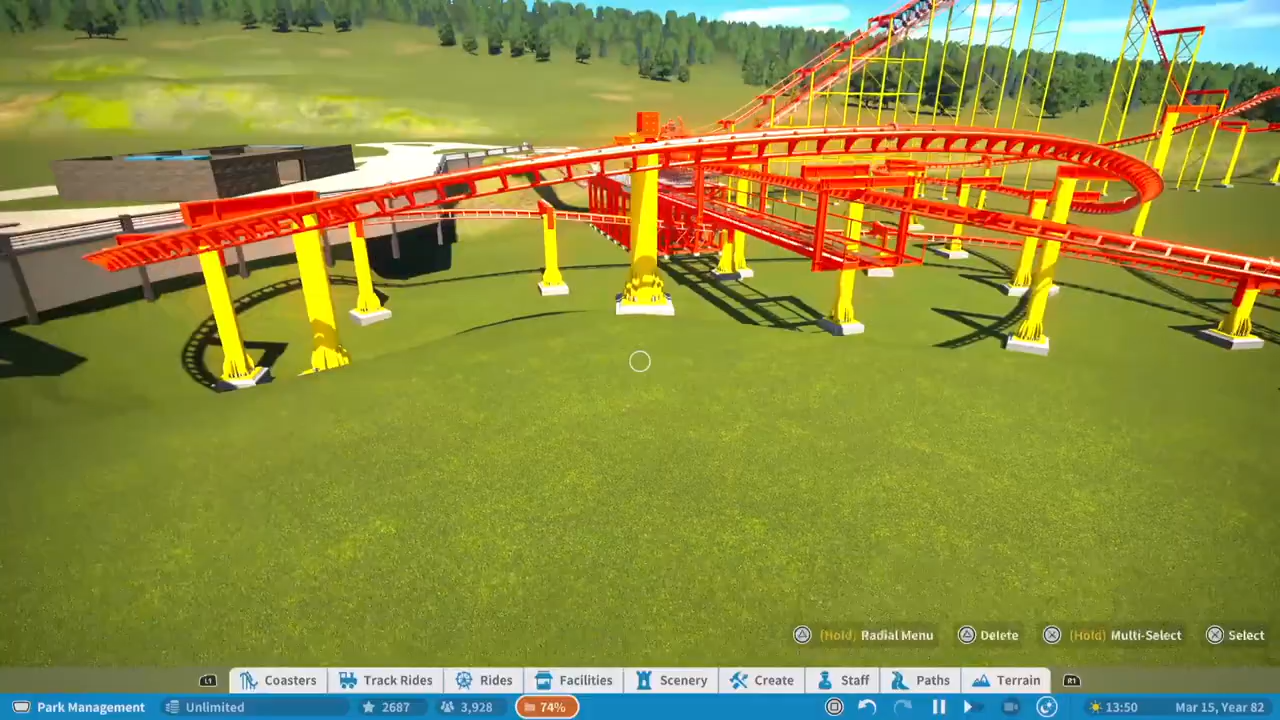 (Hold) Radial Menu Delete (Hold) Multi-Select Select
L1 Coasters Track Rides Rides Facilities Scenery Create Staff Paths Terrain R1
Park Management Unlimited 2687 3,928 74% 13:50 Mar 15, Year 82